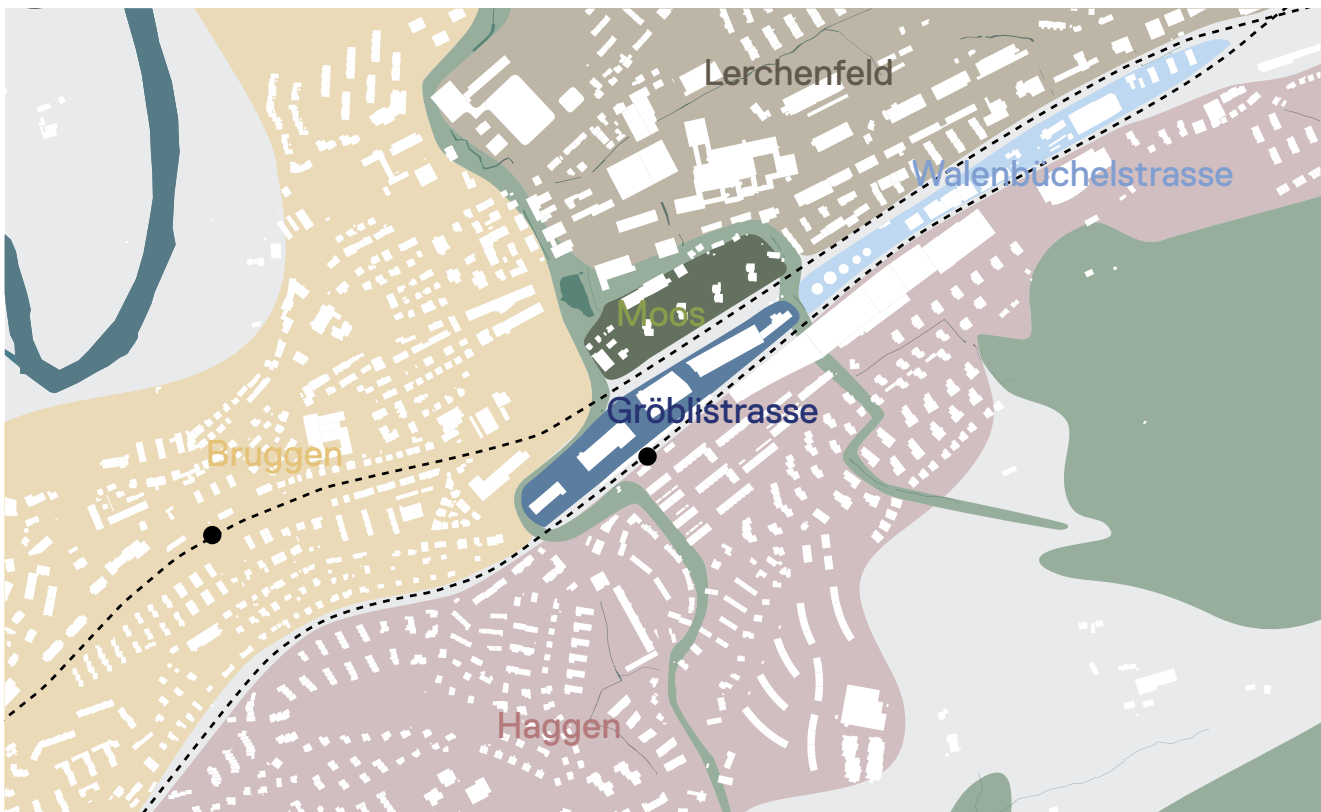 Lerchenfeld
Walenbüchelstrasse
Moos
Gröblistrasse
Bruggen
Haggen